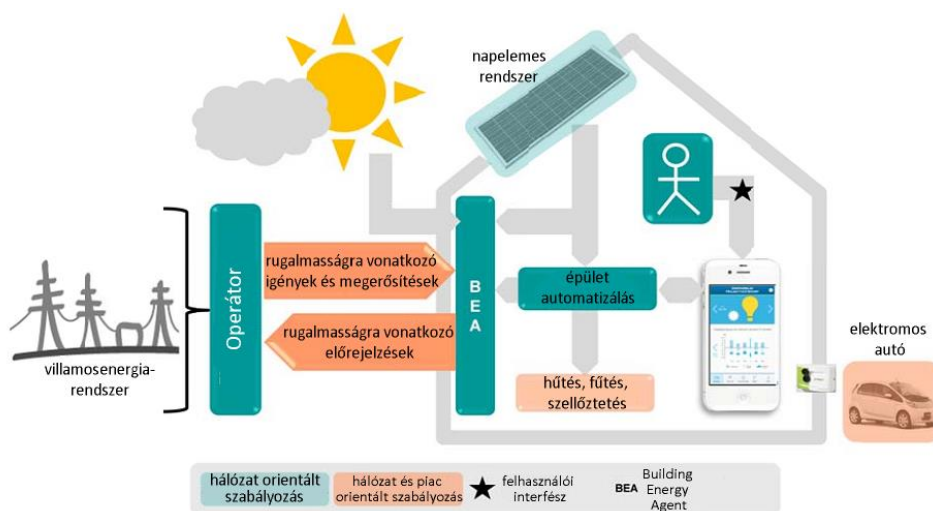 napelemes
rendszer
Operátor
rugalmasságra vonatkozó
igények és megerősítések
rugalmasságra vonatkozó
előrejelzések
BEA
épület
automatizálás
hűtés, fűtés,
szellőztetés
villamosenergia-
rendszer
elektromos
autó
hálózat orientált
szabályozás
hálózat és piac
orientált szabályozás
felhasználói
interfész
BEA
Building
Energy
Agent